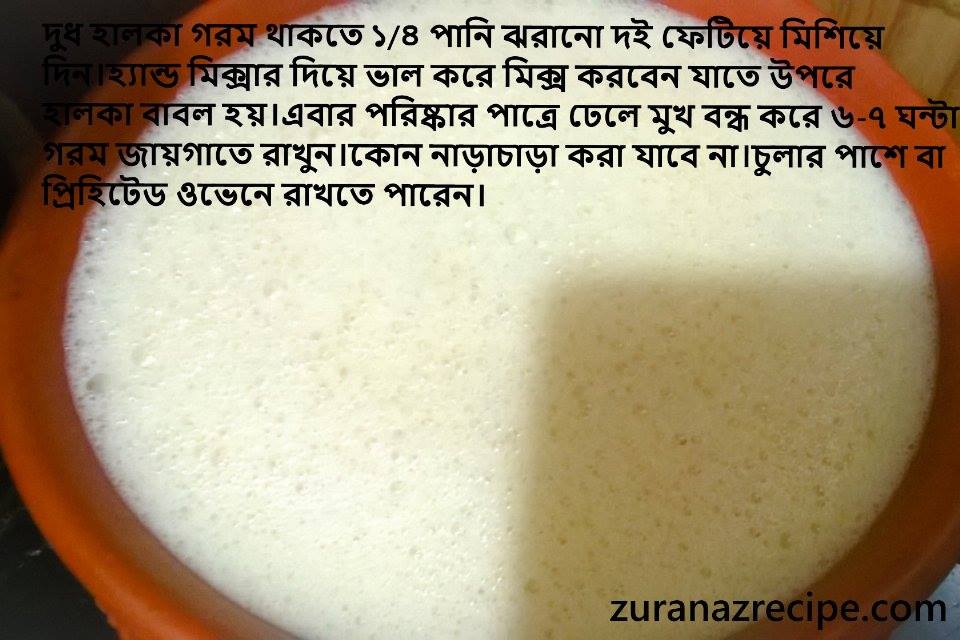 দুধ হালকা গরম থাকতে ১/৪ পানি ঝরানো দই ফেটিয়ে মিশিয়ে
দিন।হ্যান্ড মিক্সার দিয়ে ভাল করে মিক্স করবেন যাতে উপরে
হালকা বাবল হয়।এবার পরিষ্কার পাত্রে ঢেলে মুখ বন্ধ করে ৬-৭ ঘন্টা
গরম জায়গাতে রাখুন।কোন নাড়াচাড়া করা যাবে না।চুলার পাশে বা
প্রিহিটেড ওভেনে রাখতে পারেন।
zuranazrecipe.com